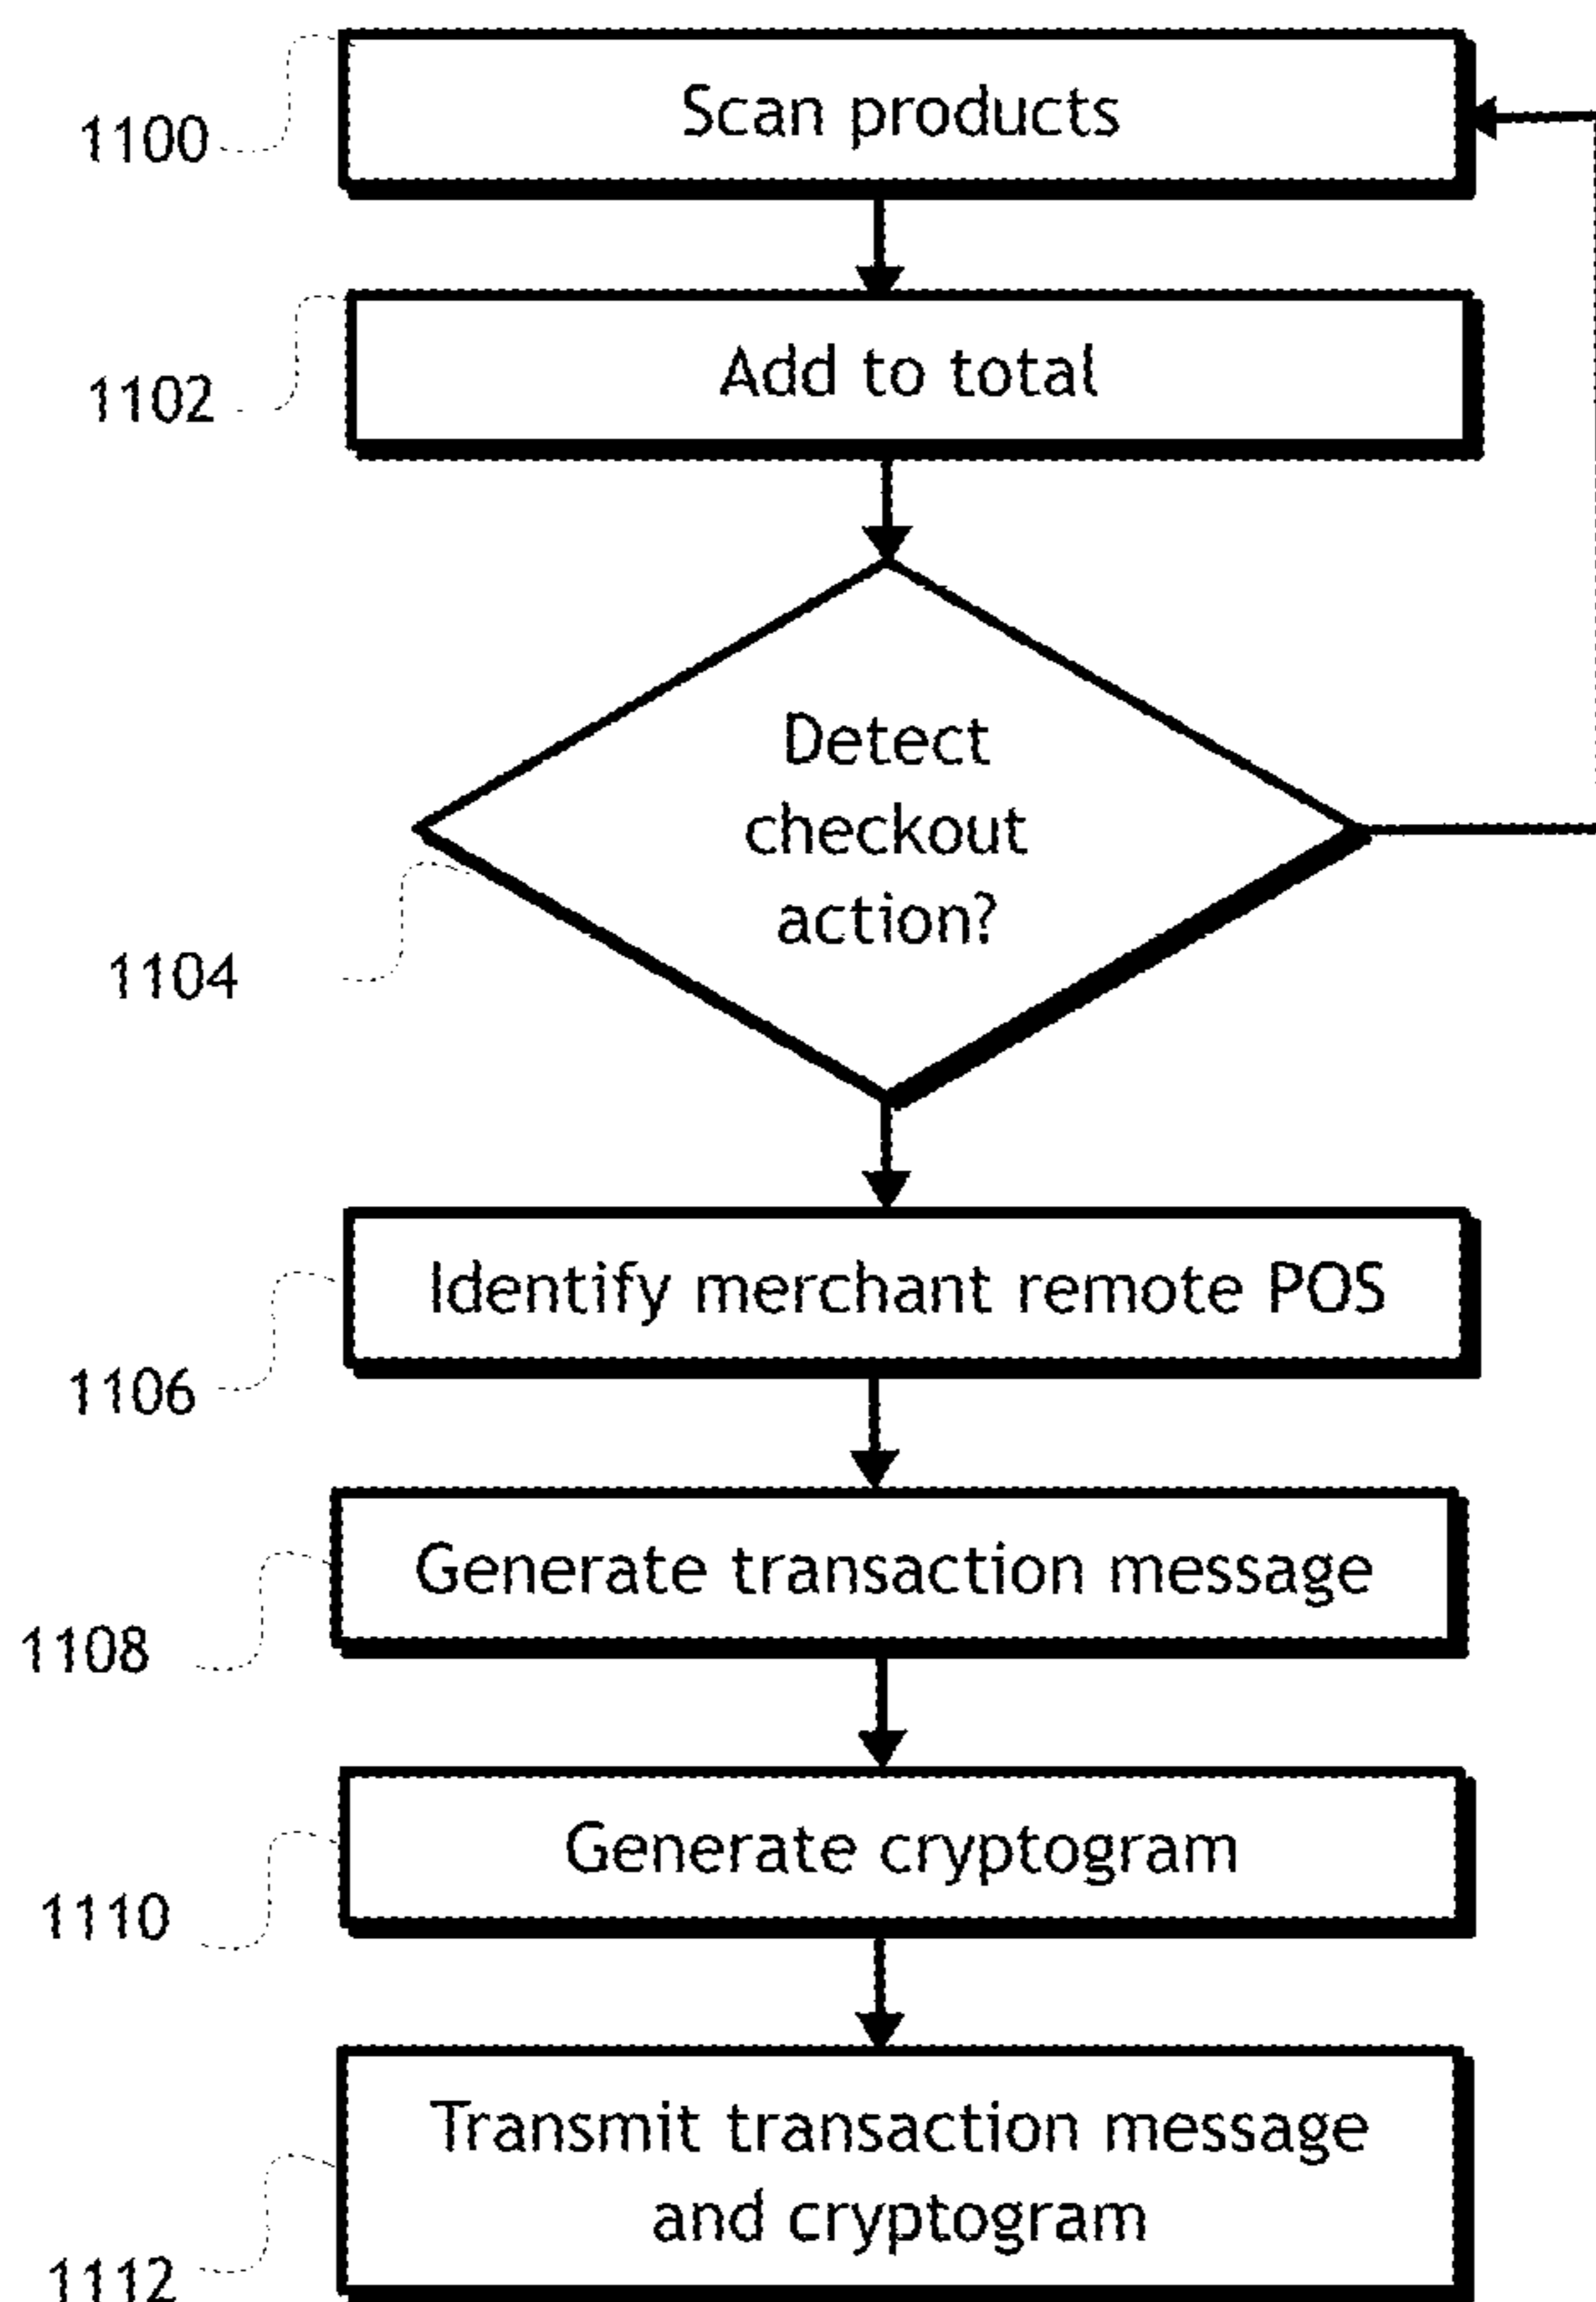 1100
Scan products
1102
Add to total
Detect
checkout
action?
1104
Identify merchant remote POS
1106
Generate transaction message
1108
Generate cryptogram
1110
Transmit transaction message
and cryptogram
1112